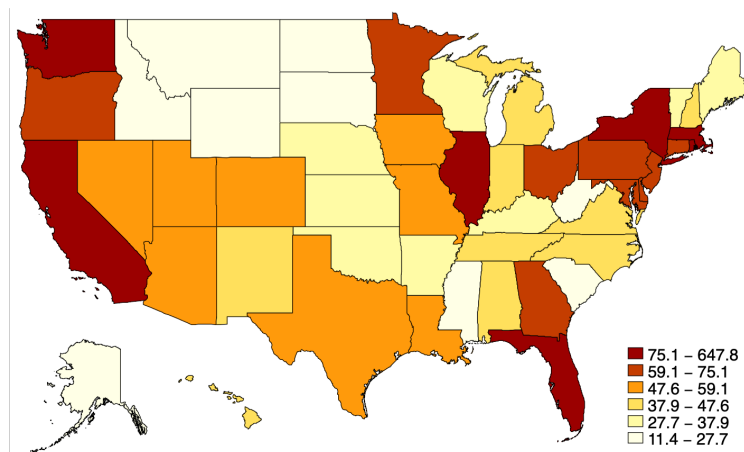 75.1 – 647.8
59.1 – 75.1
47.6 – 59.1
37.9 – 47.6
27.7 – 37.9
11.4 – 27.7